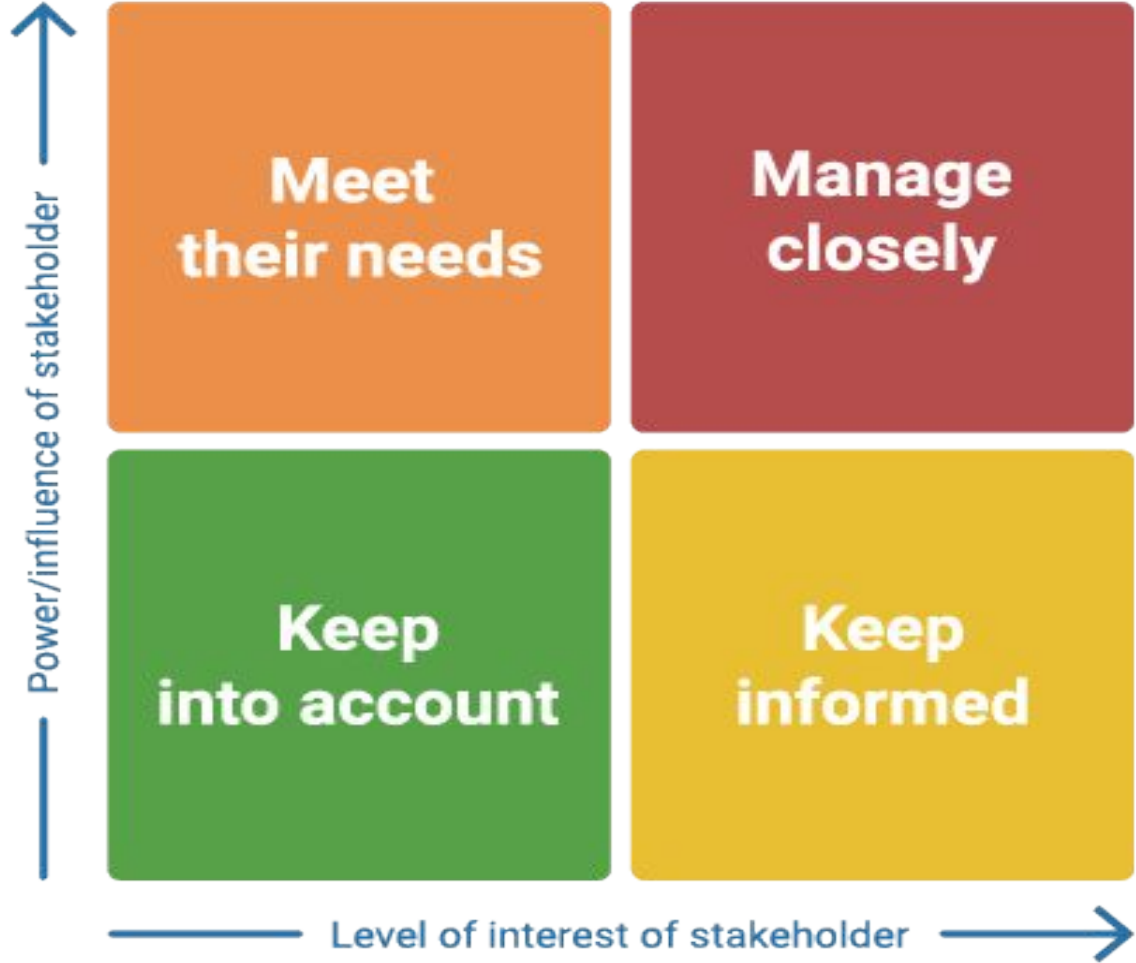 Power/influence of stakeholder
Meet
their needs
Manage
closely
Keep
into account
Keep
informed
Level of interest of stakeholder